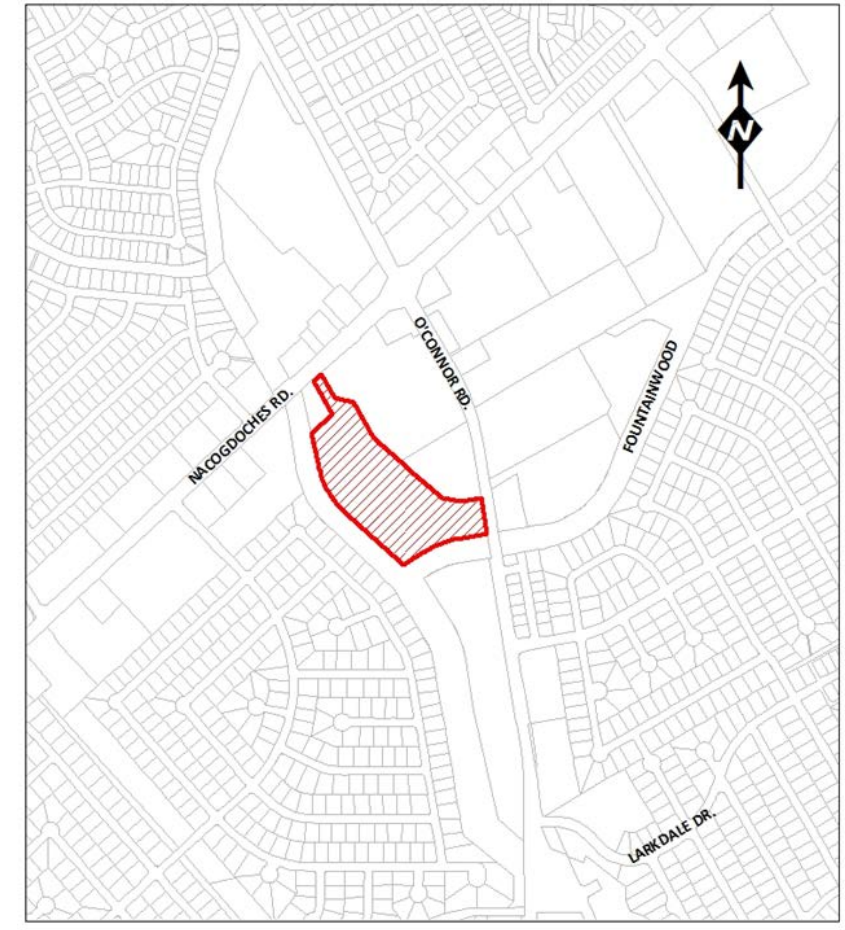 N
O'CONNOR RD.
NACOGDOCHES RD.
FOUNTAINWOOD
LARKDALE DR.